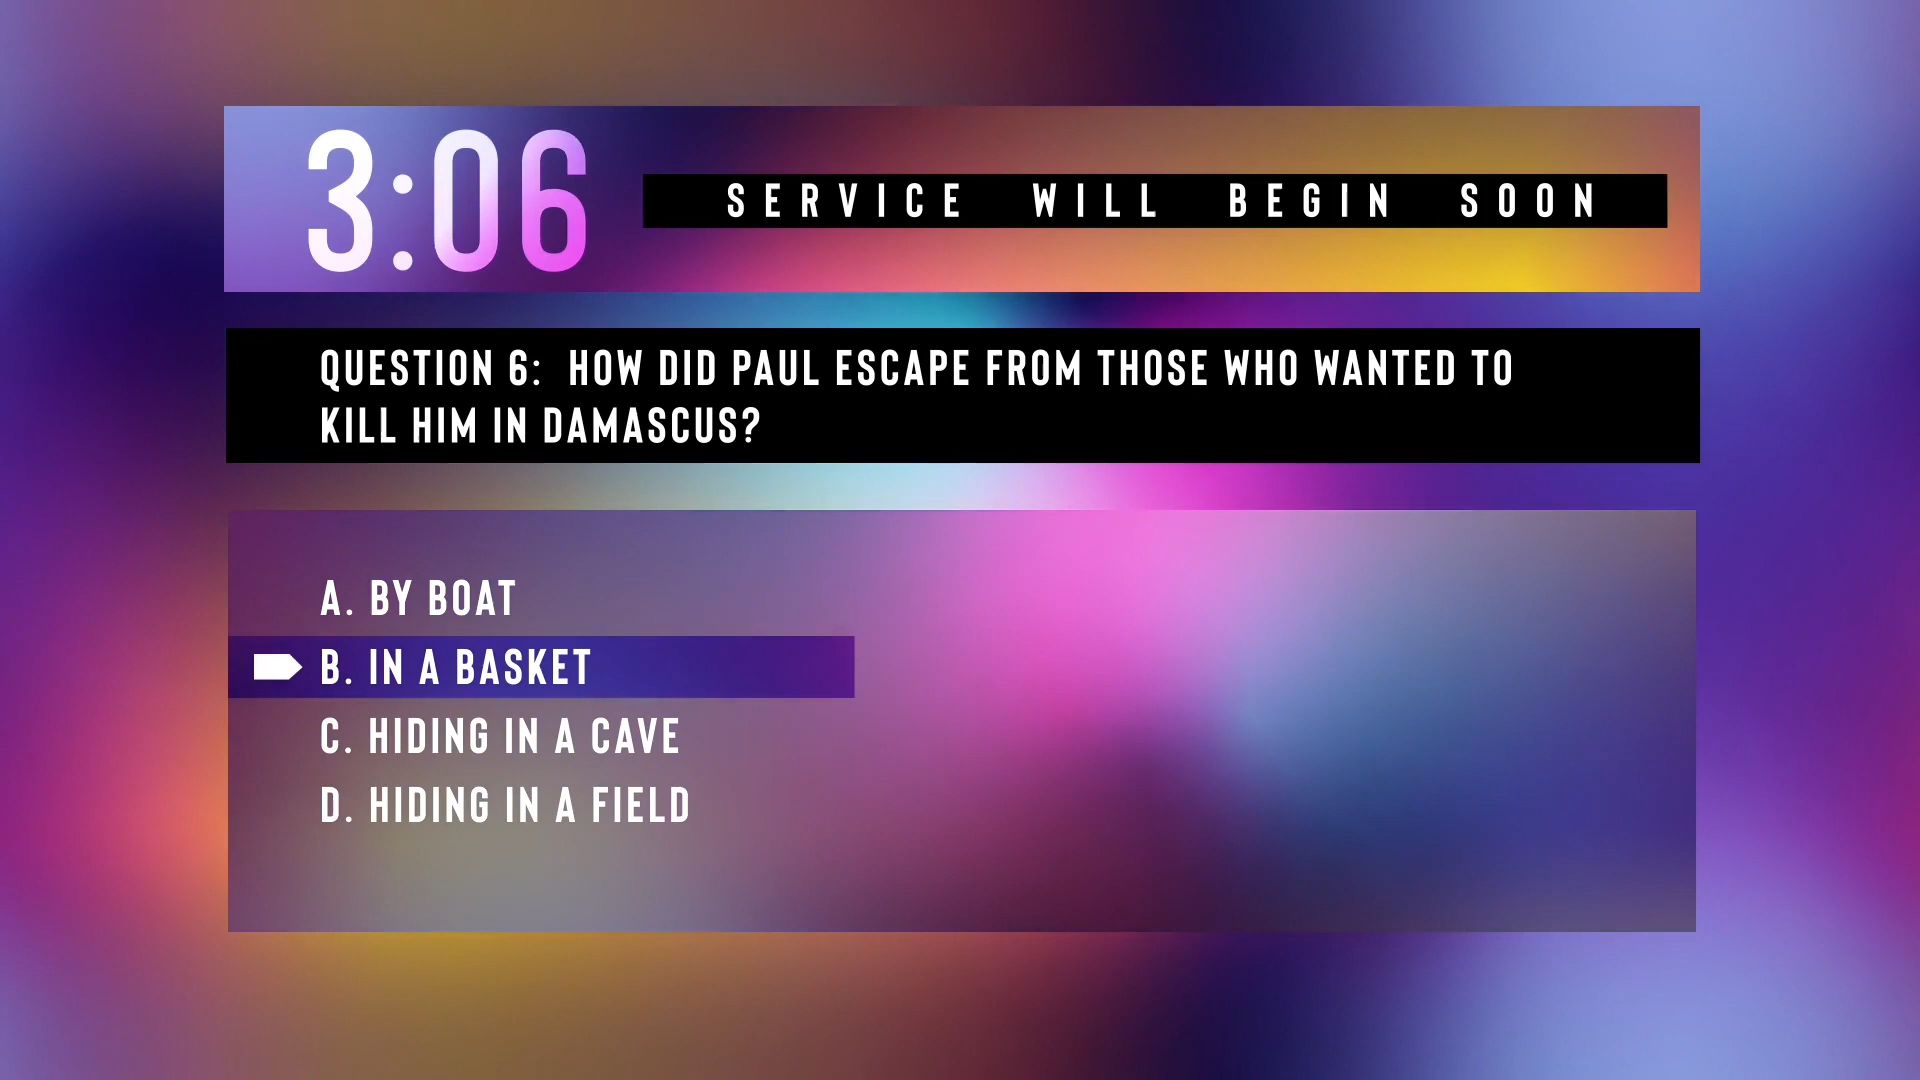 3:06
SERVICE WILL BEGIN SOON
QUESTION 6: HOW DID PAUL ESCAPE FROM THOSE WHO WANTED TO
KILL HIM IN DAMASCUS?
A. BY BOAT
B. IN A BASKET
C. HIDING IN A CAVE
D. HIDING IN A FIELD